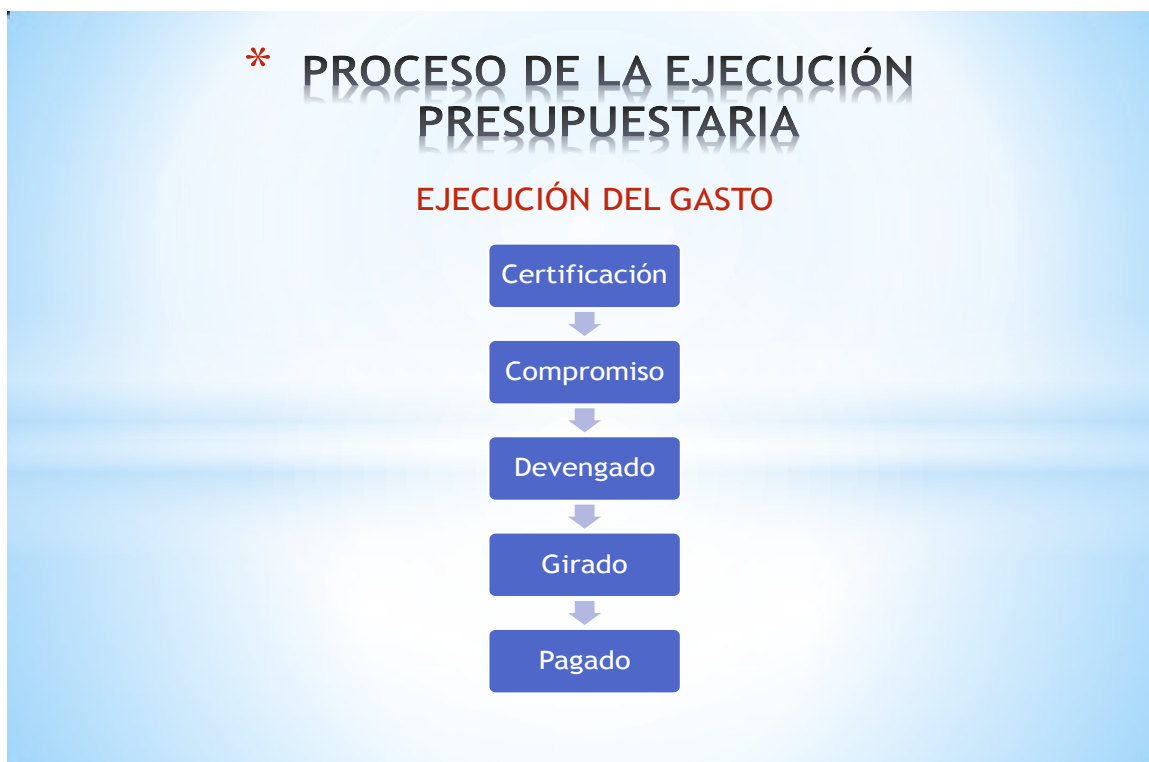 * PROCESO DE LA EJECUCIÓN
PRESUPUESTARIA
EJECUCIÓN DEL GASTO
Certificación
Compromiso
Devengado
Girado
Pagado